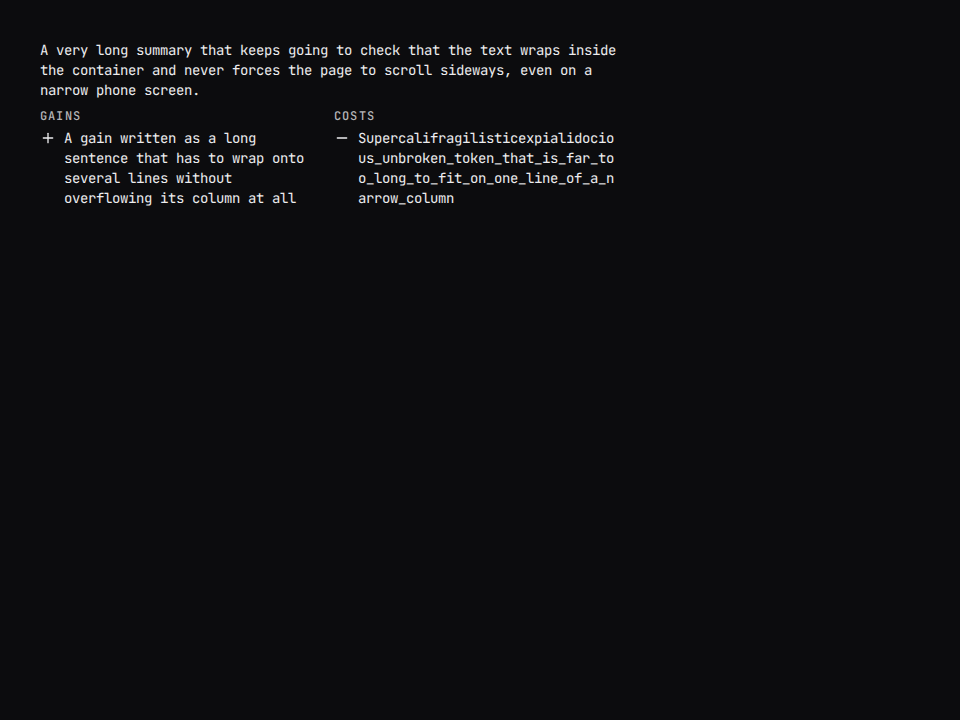 A very long summary that keeps going to check that the text wraps inside
the container and never forces the page to scroll sideways, even on a
narrow phone screen.
GAINS
+ A gain written as a long
sentence that has to wrap onto
several lines without
overflowing its column at all
COSTS
− Supercalifragilisticexpialidocio
us_unbroken_token_that_is_far_to
o_long_to_fit_on_one_line_of_a_n
arrow_column